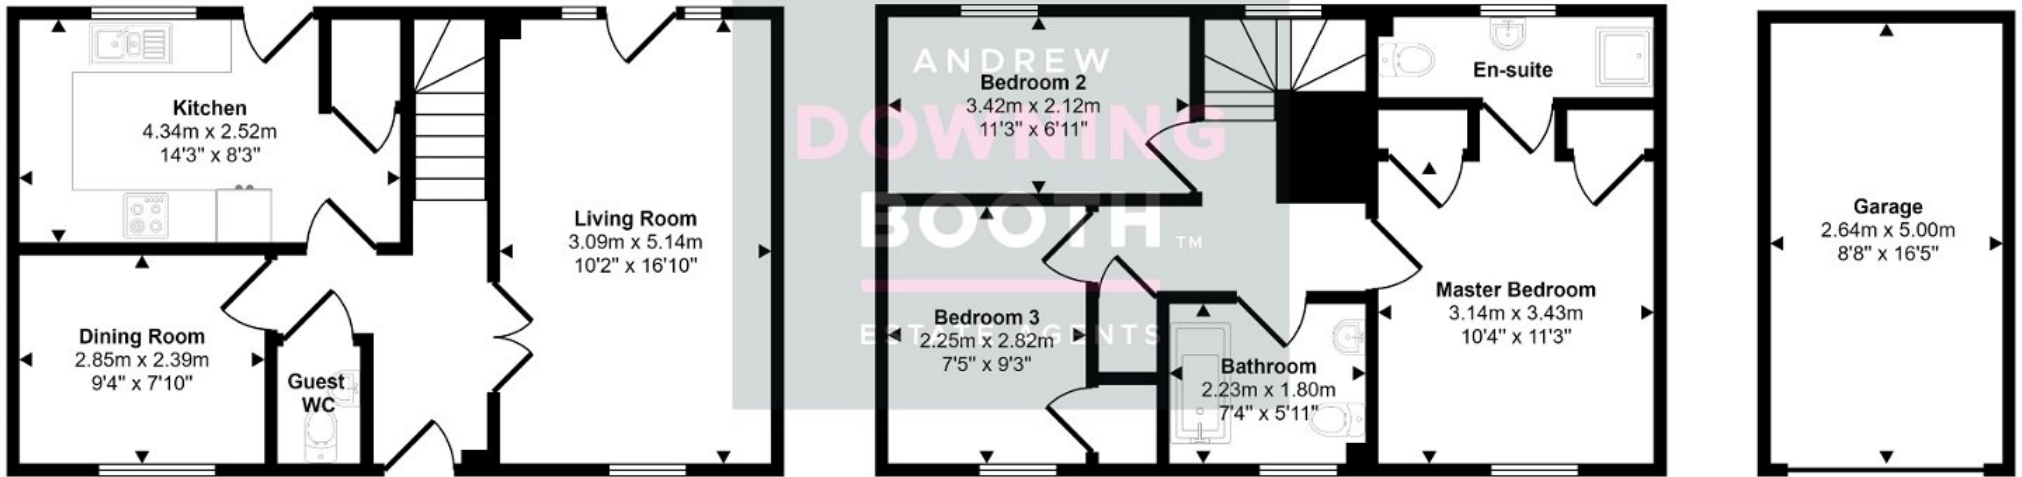 Kitchen
4.34m x 2.52m
14'3" x 8'3"
Living Room
3.09m x 5.14m
10'2" x 16'10"
Dining Room
2.85m x 2.39m
9'4" x 7'10"
Guest
WC
ANDREW
DOWNING
BOOTH™
ESTATE AGENTS
Bedroom 2
3.42m x 2.12m
11'3" x 6'11"
Bedroom 3
2.25m x 2.82m
7'5" x 9'3"
Bathroom
2.23m x 1.80m
7'4" x 5'11"
En-suite
Master Bedroom
3.14m x 3.43m
10'4" x 11'3"
Garage
2.64m x 5.00m
8'8" x 16'5"